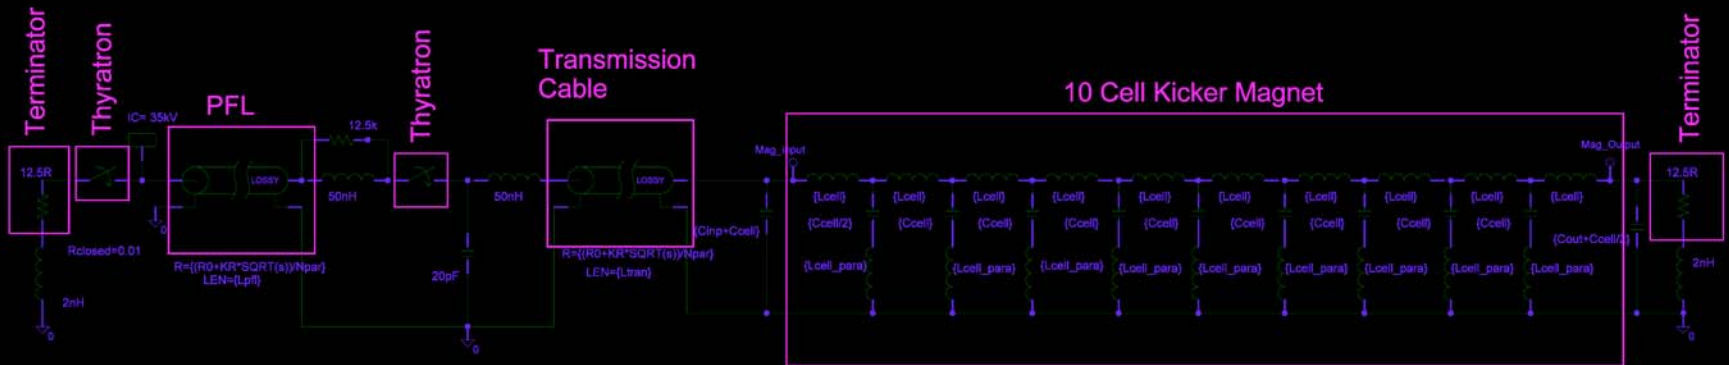 Terminator
Thyratron
IC= 35kV
PFL
12.5k
Thyratron
Transmission
Cable
10 Cell Kicker Magnet
Terminator
12.5R
LOSSY
50nH
50nH
LOSSY
Mag_input
Mag_Output
12.5R
{Lcell} {Lcell} {Lcell} {Lcell} {Lcell} {Lcell} {Lcell} {Lcell} {Lcell} {Lcell}
{Ccell/2} {Ccell} {Ccell} {Ccell} {Ccell} {Ccell} {Ccell} {Ccell} {Ccell}
0
Rclosed=0.01
{Cinp+Ccell}
{Cout+Ccell/2}
R={(R0+KR*SQRT(s))/Npar}
LEN={Lpfl}
20pF
R={(R0+KR*SQRT(s))/Npar}
LEN={Ltran}
{Lcell_para} {Lcell_para} {Lcell_para} {Lcell_para} {Lcell_para} {Lcell_para} {Lcell_para} {Lcell_para}
2nH
2nH
0
0
0